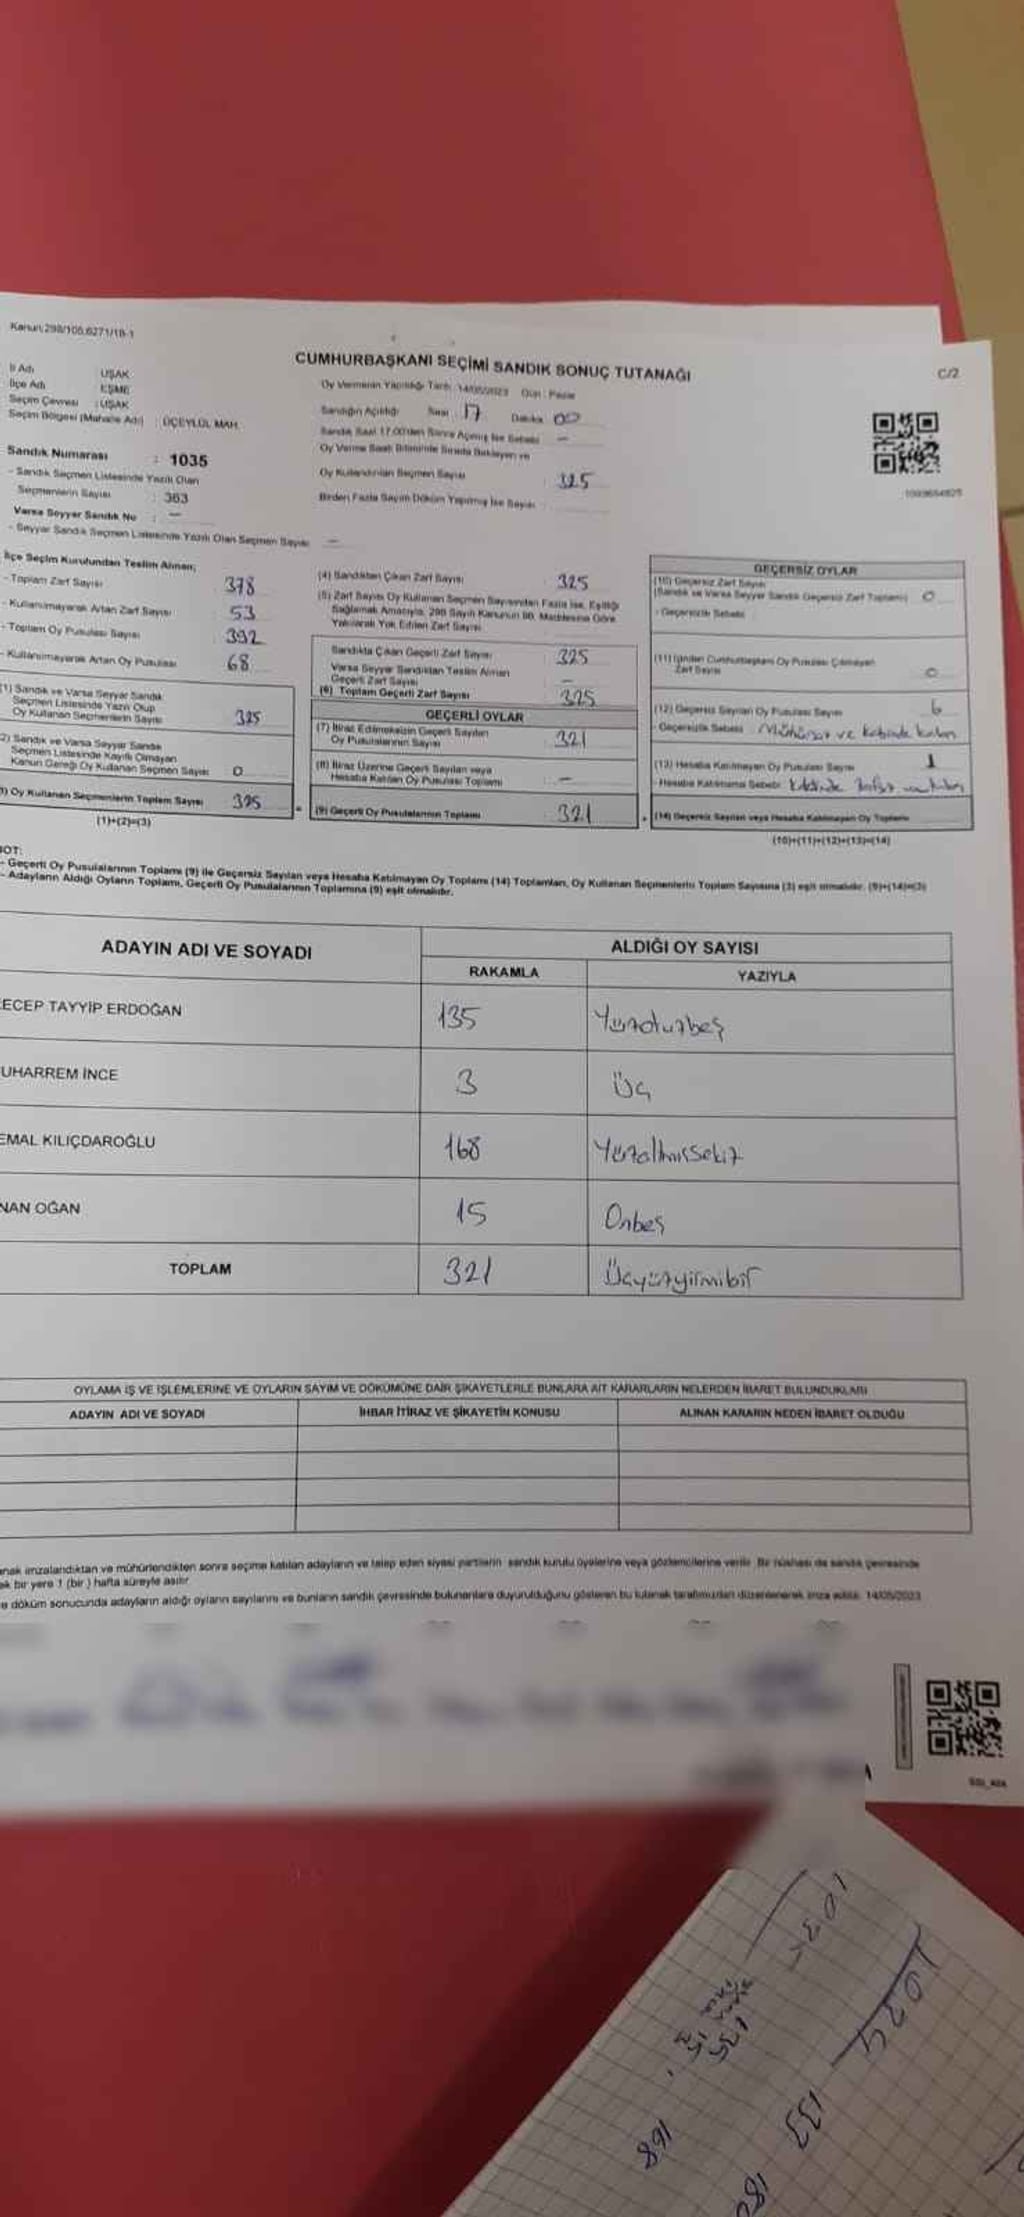 Kanun:298/105,6271/18-1
CUMHURBAŞKANI SEÇİMİ SANDIK SONUÇ TUTANAĞI
C/2
İl Adı UŞAK
İlçe Adı EŞME
Seçim Çevresi : UŞAK
Seçim Bölgesi (Mahalle Adı) : ÜÇEYLÜL MAH.
Oy Vermenin Yapıldığı Tarih: 14/05/2023 Gün: Pazar
Sandığın Açıldığı Saat 17 Dakika 00
Sandık Saat 17:00'den Sonra Açılmış İse Sebebi —
Oy Verme Saati Bitiminde Sırada Bekleyen ve
Oy Kullandırılan Seçmen Sayısı 325
Birden Fazla Sayım Döküm Yapılmış İse Sayısı
Sandık Numarası : 1035
- Sandık Seçmen Listesinde Yazılı Olan
Seçmenlerin Sayısı : 363
Varsa Seyyar Sandık No : —
- Seyyar Sandık Seçmen Listesinde Yazılı Olan Seçmen Sayısı —
İlçe Seçim Kurulundan Teslim Alınan;
- Toplam Zarf Sayısı 378
- Kullanılmayarak Artan Zarf Sayısı 53
- Toplam Oy Pusulası Sayısı 392
- Kullanılmayarak Artan Oy Pusulası 68
1) Sandık ve Varsa Seyyar Sandık
Seçmen Listesinde Yazılı Olup
Oy Kullanan Seçmenlerin Sayısı 325
2) Sandık ve Varsa Seyyar Sandık
Seçmen Listesinde Kayıtlı Olmayan
Kanun Gereği Oy Kullanan Seçmen Sayısı 0
) Oy Kullanan Seçmenlerin Toplam Sayısı 325
(1)+(2)=(3)
(4) Sandıktan Çıkan Zarf Sayısı 325
(5) Zarf Sayısı Oy Kullanan Seçmen Sayısından Fazla İse, Eşitliği
Sağlamak Amacıyla, 298 Sayılı Kanunun 98. Maddesine Göre
Yakılarak Yok Edilen Zarf Sayısı
Sandıkta Çıkan Geçerli Zarf Sayısı 325
Varsa Seyyar Sandıktan Teslim Alınan
Geçerli Zarf Sayısı —
(6) Toplam Geçerli Zarf Sayısı 325
GEÇERLİ OYLAR
(7) İtiraz Edilmeksizin Geçerli Sayılan
Oy Pusulalarının Sayısı 321
(8) İtiraz Üzerine Geçerli Sayılan veya
Hesaba Katılan Oy Pusulası Toplamı —
(9) Geçerli Oy Pusulalarının Toplamı 321
GEÇERSİZ OYLAR
(10) Geçersiz Zarf Sayısı
(Sandık ve Varsa Seyyar Sandık Geçersiz Zarf Toplamı) 0
- Geçersizlik Sebebi
(11) İçinden Cumhurbaşkanı Oy Pusulası Çıkmayan
Zarf Sayısı 0
(12) Geçersiz Sayılan Oy Pusulası Sayısı 6
- Geçersizlik Sebebi
(13) Hesaba Katılmayan Oy Pusulası Sayısı 1
- Hesaba Katılmama Sebebi
(14) Geçersiz Sayılan veya Hesaba Katılmayan Oy Toplamı
(10)+(11)+(12)+(13)=(14)
NOT:
- Geçerli Oy Pusulalarının Toplamı (9) ile Geçersiz Sayılan veya Hesaba Katılmayan Oy Toplamı (14) Toplamları, Oy Kullanan Seçmenlerin Toplam Sayısına (3) eşit olmalıdır. (9)+(14)=(3)
- Adayların Aldığı Oyların Toplamı, Geçerli Oy Pusulalarının Toplamına (9) eşit olmalıdır.
ADAYIN ADI VE SOYADI ALDIĞI OY SAYISI
RAKAMLA YAZIYLA
ECEP TAYYİP ERDOĞAN 135 Yüzotuzbeş
UHARREM İNCE 3 Üç
EMAL KILIÇDAROĞLU 168 Yüzaltmışsekiz
NAN OĞAN 15 Onbeş
TOPLAM 321 Üçyüzyirmibir
OYLAMA İŞ VE İŞLEMLERİNE VE OYLARIN SAYIM VE DÖKÜMÜNE DAİR ŞİKAYETLERLE BUNLARA AİT KARARLARIN NELERDEN İBARET BULUNDUKLARI
ADAYIN ADI VE SOYADI İHBAR İTİRAZ VE ŞİKAYETİN KONUSU ALINAN KARARIN NEDEN İBARET OLDUĞU
anak imzalandıktan ve mühürlendikten sonra seçime katılan adayların ve talep eden siyasi partilerin sandık kurulu üyelerine veya gözlemcilerine verilir. Bir nüshası da sandık çevresinde
ek bir yere 1 (bir) hafta süreyle asılır.
e döküm sonucunda adayların aldığı oyların sayılarını ve bunların sandık çevresinde bulunanlara duyurulduğunu gösteren bu tutanak tarafımızdan düzenlenerek imza edildi. 14/05/2023
1034
135
15
168
133